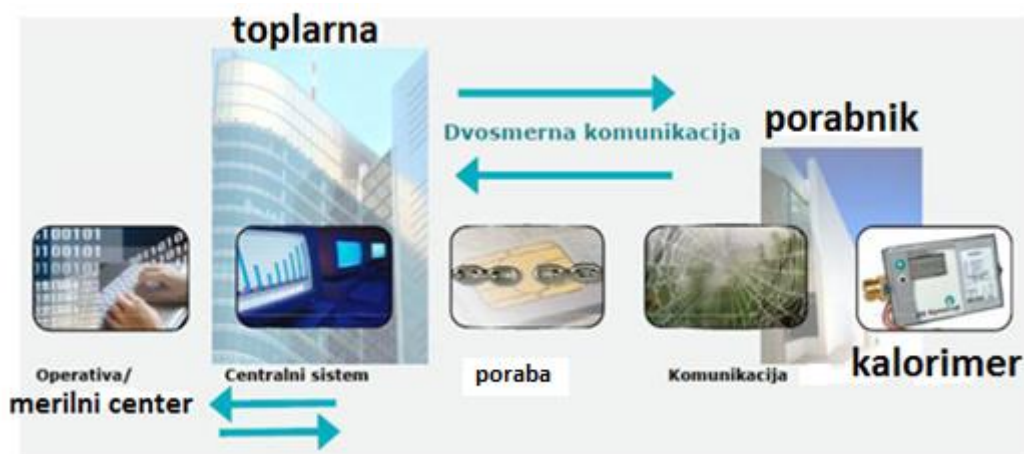 toplarna
Dvosmerna komunikacija
porabnik
Operativa/
merilni center
Centralni sistem
poraba
Komunikacija
kalorimer